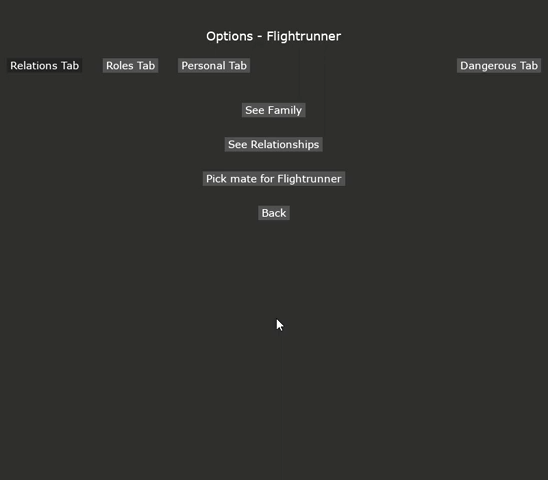 Options - Flightrunner
Relations Tab Roles Tab Personal Tab Dangerous Tab
See Family
See Relationships
Pick mate for Flightrunner
Back